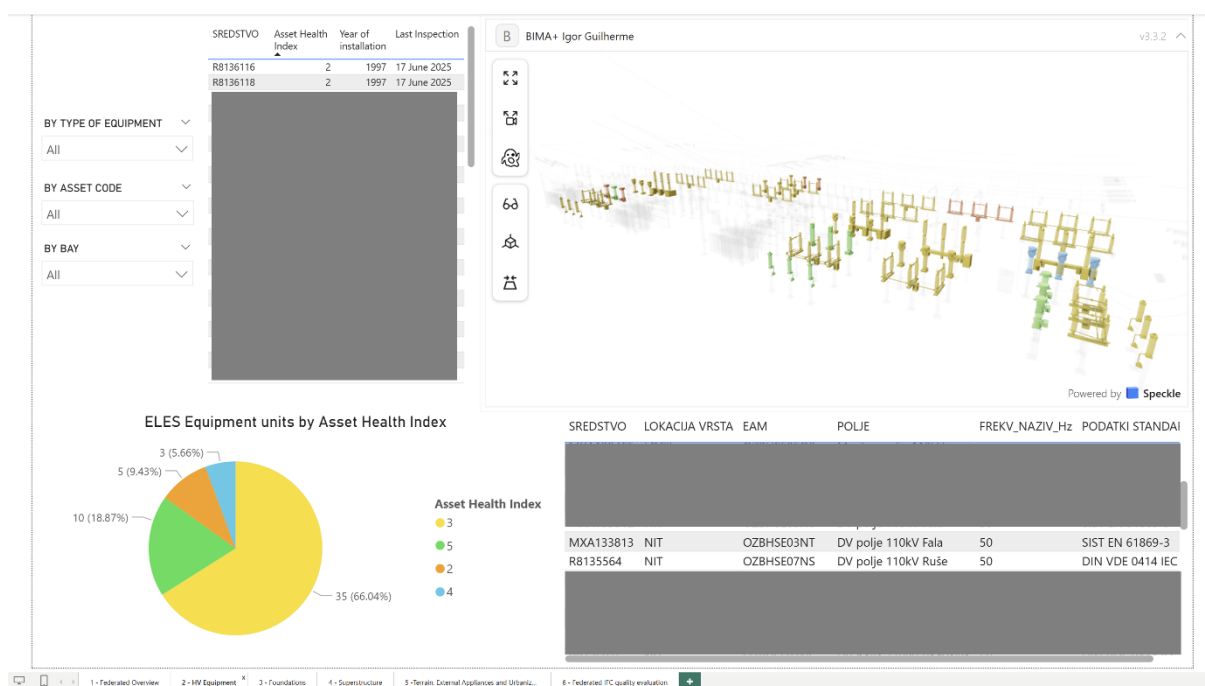 SREDSTVO Asset Health Index Year of installation Last Inspection
R8136116 2 1997 17 June 2025
R8136118 2 1997 17 June 2025
BY TYPE OF EQUIPMENT
All
BY ASSET CODE
All
BY BAY
All
B BIMA+ Igor Guilherme v3.3.2
Powered by Speckle
ELES Equipment units by Asset Health Index
3 (5.66%)
5 (9.43%)
10 (18.87%)
35 (66.04%)
Asset Health Index
3
5
2
4
SREDSTVO LOKACIJA VRSTA EAM POLJE FREKV_NAZIV_Hz PODATKI STANDAI
MXA133813 NIT OZBHSE03NT DV polje 110kV Fala 50 SIST EN 61869-3
R8135564 NIT OZBHSE07NS DV polje 110kV Ruše 50 DIN VDE 0414 IEC
1 - Federated Overview 2 - HV Equipment x 3 - Foundations 4 - Superstructure 5 -Terrain, External Appliances and Urbaniz... 6 - Federated IFC quality evaluation +